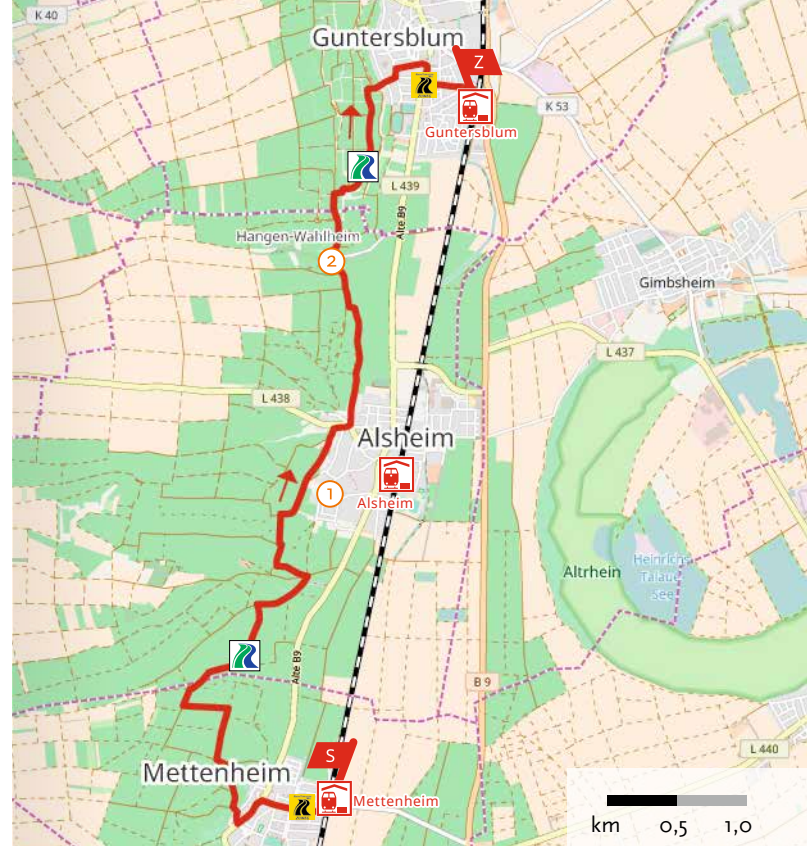 K 40
Guntersblum
Z
K 53
Guntersblum
L 439
Alte B9
Hangen-Wahlheim
2
Gimbsheim
L 437
L 438
Alsheim
1
Alsheim
Altrhein
Heinrich-
Talaue
See
Alte B9
B 9
S
L 440
Mettenheim
Mettenheim
km 0,5 1,0